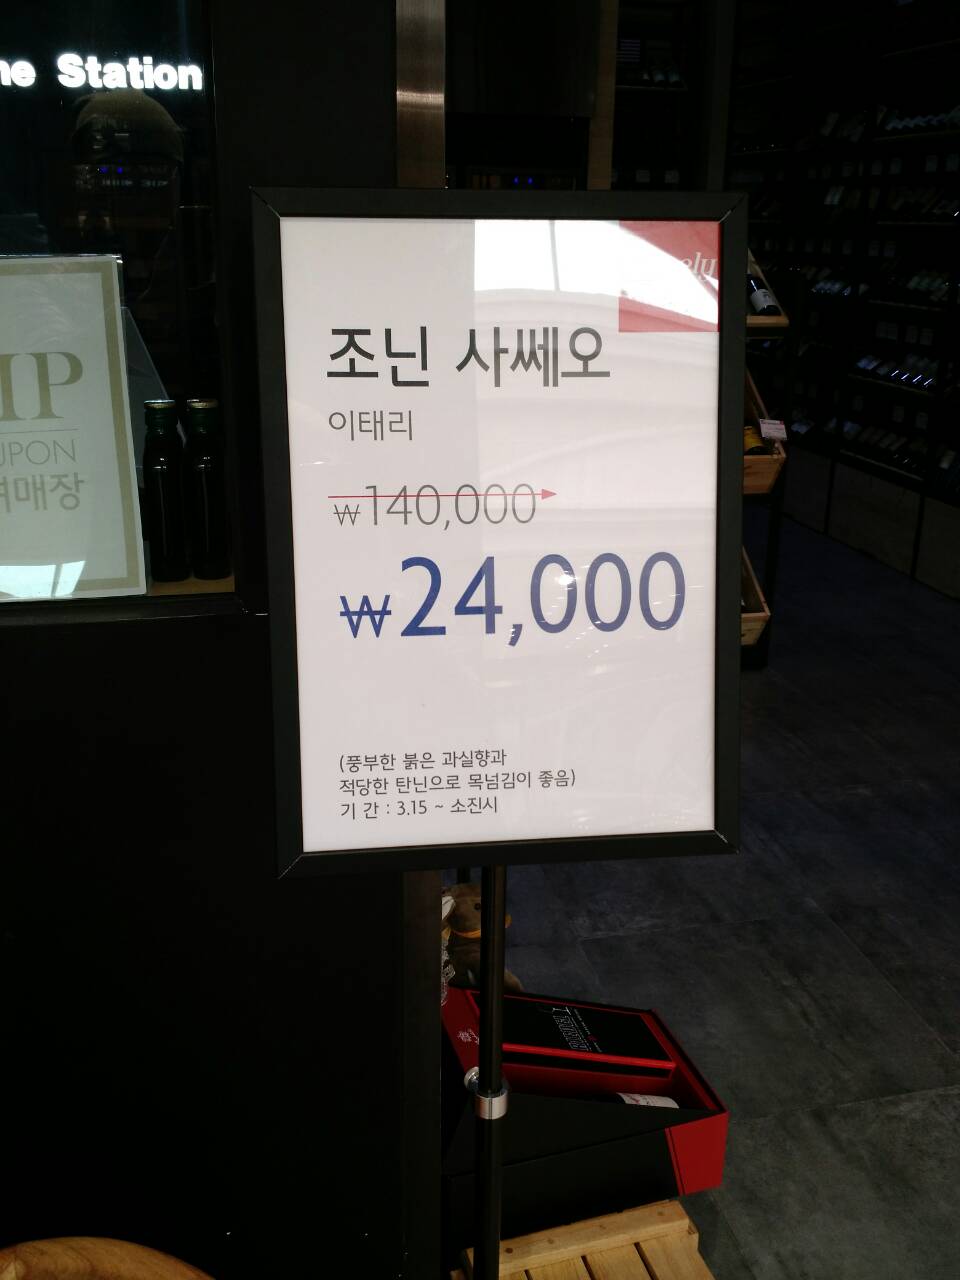 ne Station
ely
조닌 사쎄오
이태리
₩140,000
₩24,000
(풍부한 붉은 과실향과
적당한 탄닌으로 목넘김이 좋음)
기 간 : 3.15 ~ 소진시
IP
UPON
매장